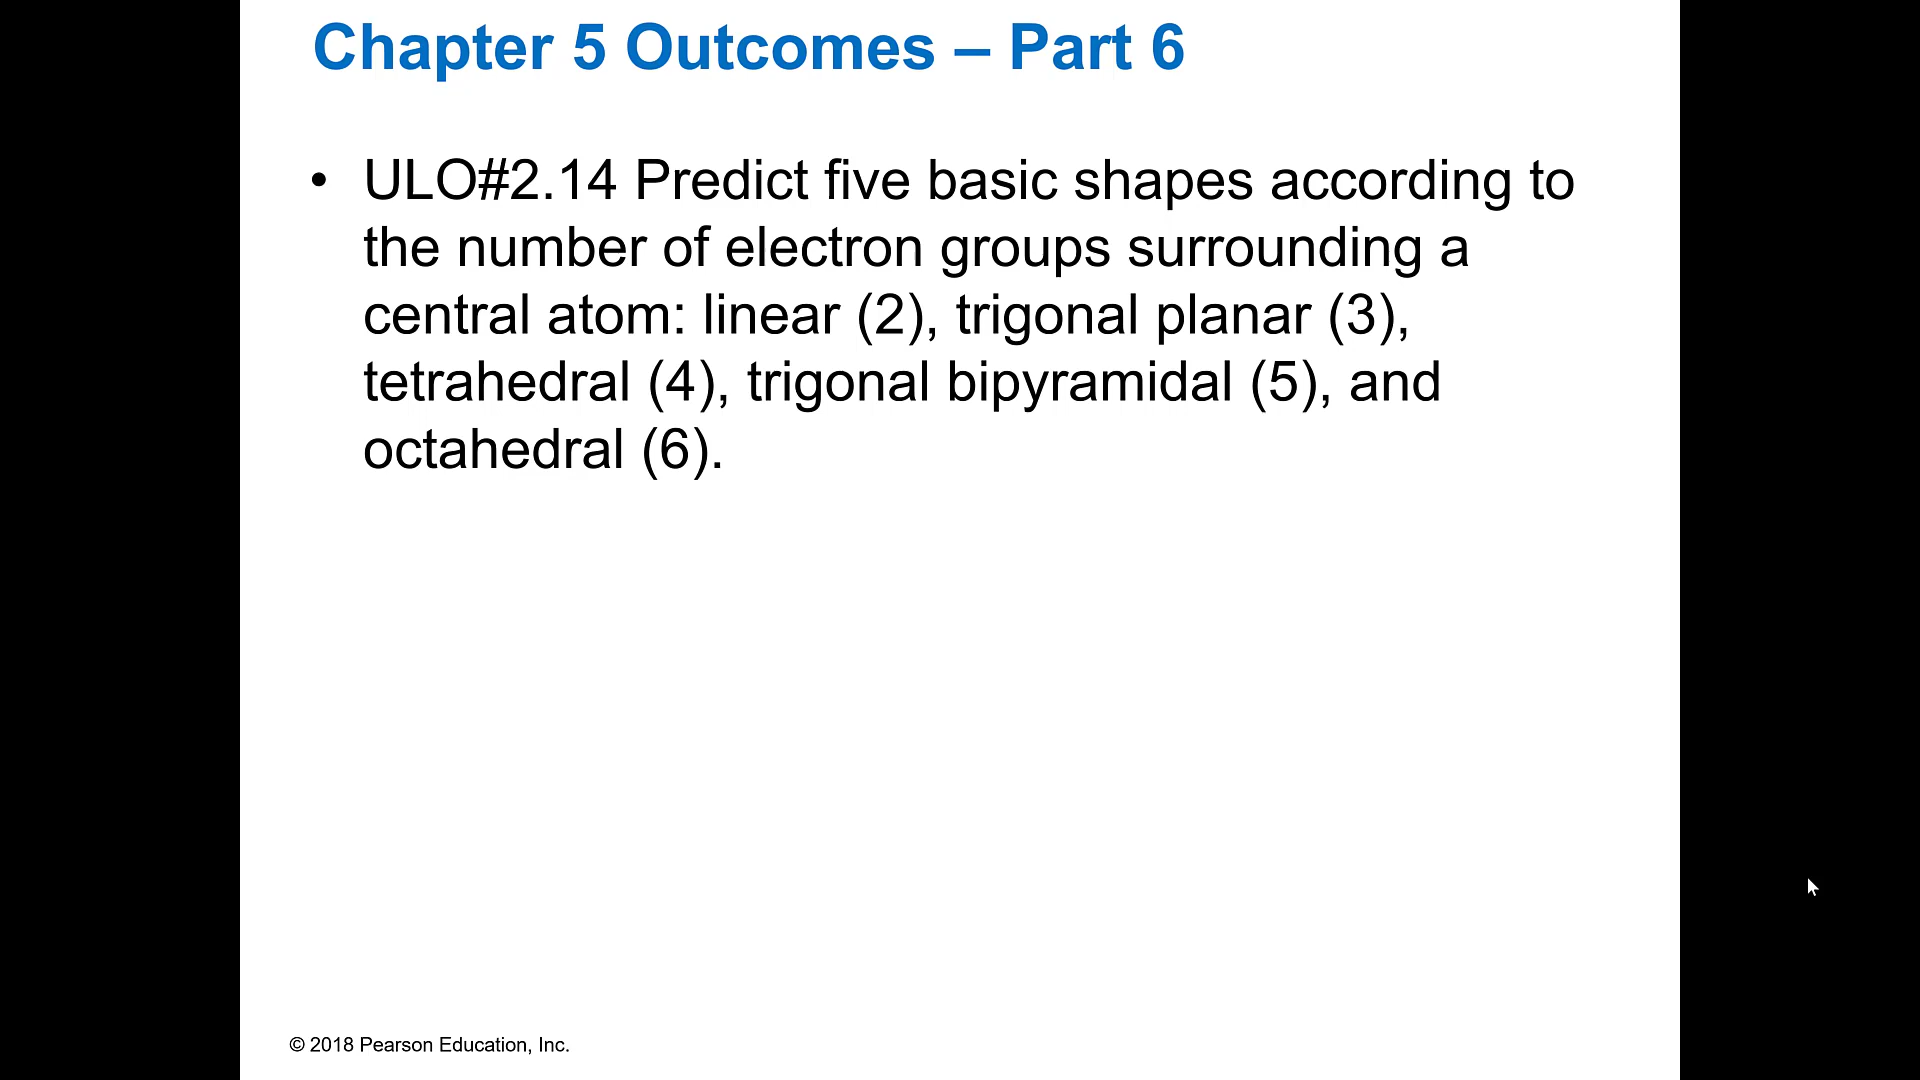 Chapter 5 Outcomes – Part 6
• ULO#2.14 Predict five basic shapes according to
the number of electron groups surrounding a
central atom: linear (2), trigonal planar (3),
tetrahedral (4), trigonal bipyramidal (5), and
octahedral (6).
© 2018 Pearson Education, Inc.